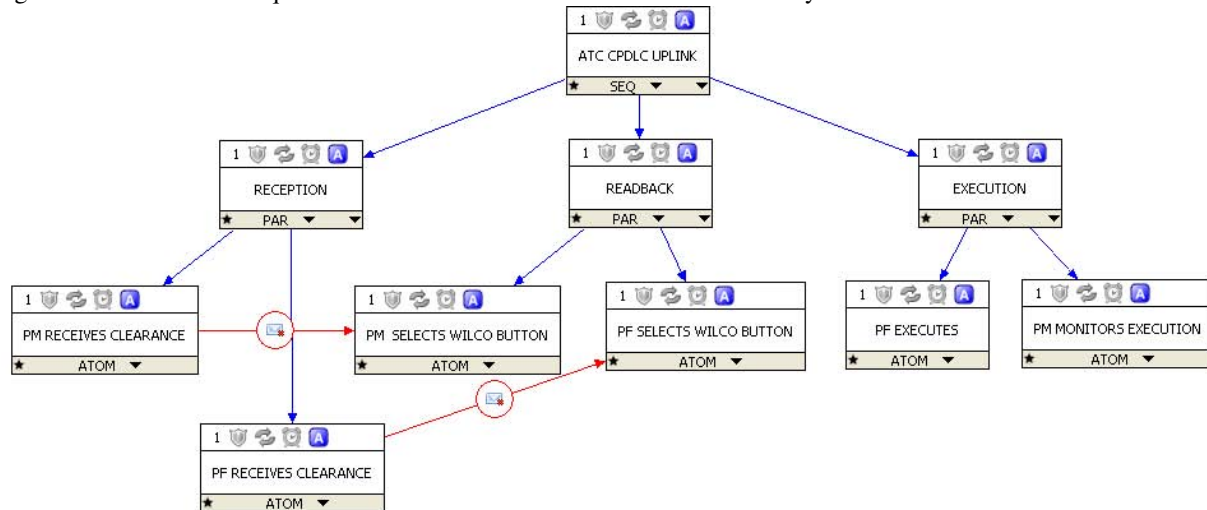 1 A
ATC CPDLC UPLINK
★ SEQ ▼ ▼
1 A
RECEPTION
★ PAR ▼ ▼
1 A
READBACK
★ PAR ▼ ▼
1 A
EXECUTION
★ PAR ▼ ▼
1 A
PM RECEIVES CLEARANCE
★ ATOM ▼
1 A
PM SELECTS WILCO BUTTON
★ ATOM ▼
1 A
PF SELECTS WILCO BUTTON
★ ATOM ▼
1 A
PF EXECUTES
★ ATOM ▼
1 A
PM MONITORS EXECUTION
★ ATOM ▼
1 A
PF RECEIVES CLEARANCE
★ ATOM ▼